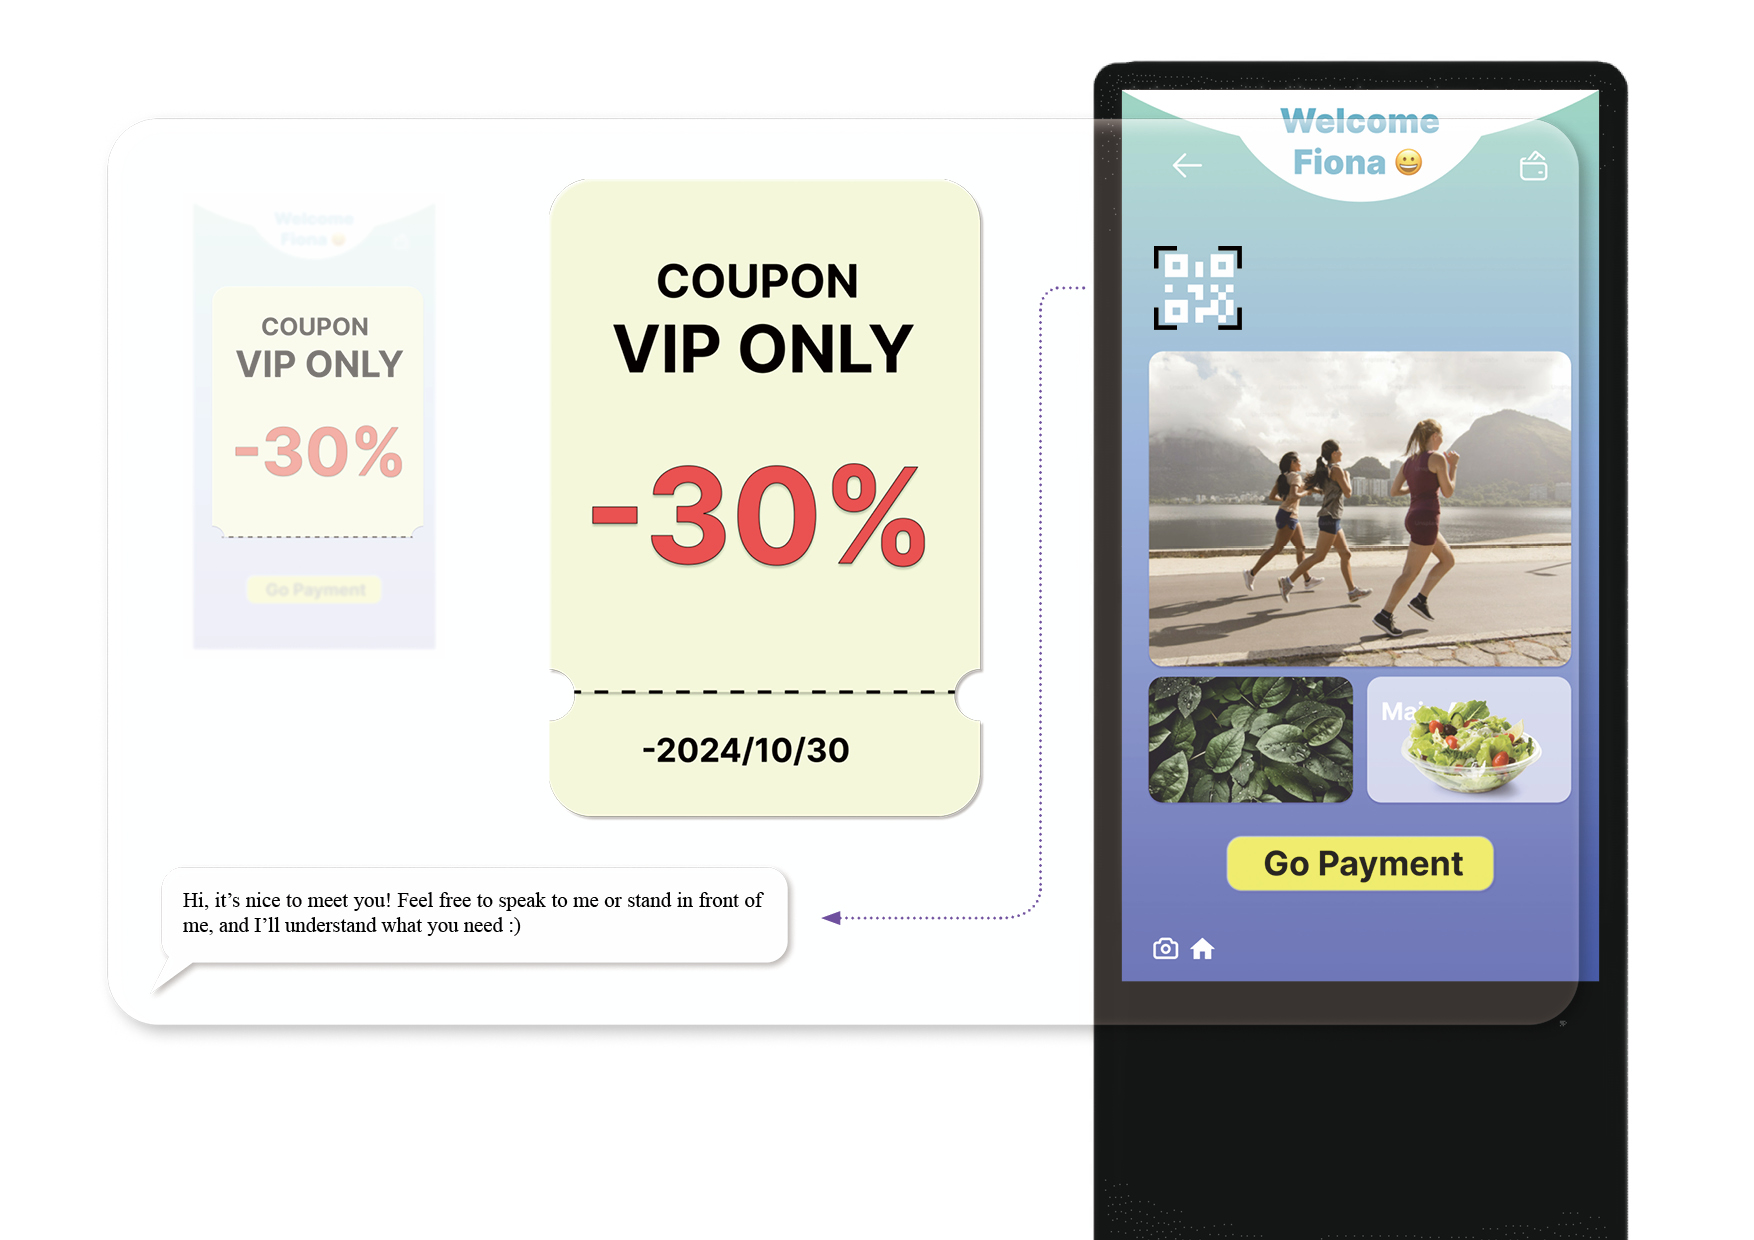 Welcome
Fiona
COUPON
VIP ONLY
-30%
Go Payment
COUPON
VIP ONLY
-30%
-2024/10/30
Hi, it’s nice to meet you! Feel free to speak to me or stand in front of
me, and I’ll understand what you need :)
Welcome
Fiona
Go Payment